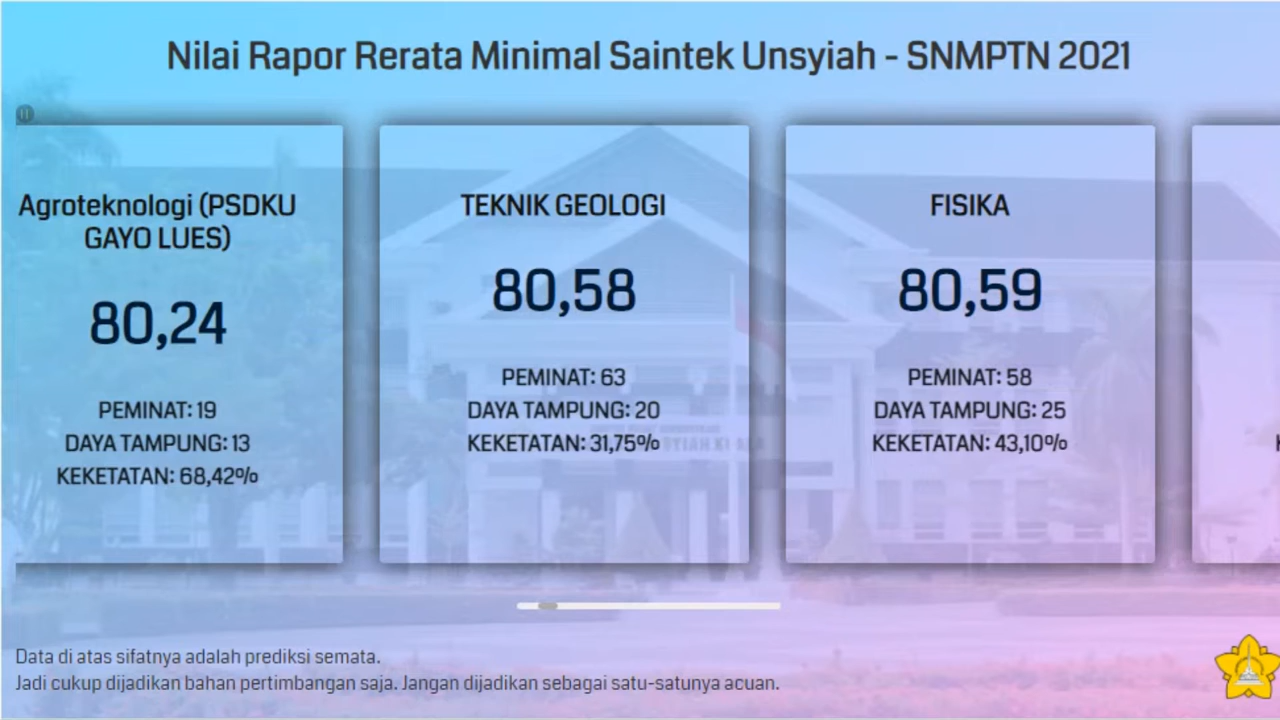 Nilai Rapor Rerata Minimal Saintek Unsyiah - SNMPTN 2021
Agroteknologi (PSDKU
GAYO LUES)
80,24
PEMINAT: 19
DAYA TAMPUNG: 13
KEKETATAN: 68,42%
TEKNIK GEOLOGI
80,58
PEMINAT: 63
DAYA TAMPUNG: 20
KEKETATAN: 31,75%
FISIKA
80,59
PEMINAT: 58
DAYA TAMPUNG: 25
KEKETATAN: 43,10%
Data di atas sifatnya adalah prediksi semata.
Jadi cukup dijadikan bahan pertimbangan saja. Jangan dijadikan sebagai satu-satunya acuan.